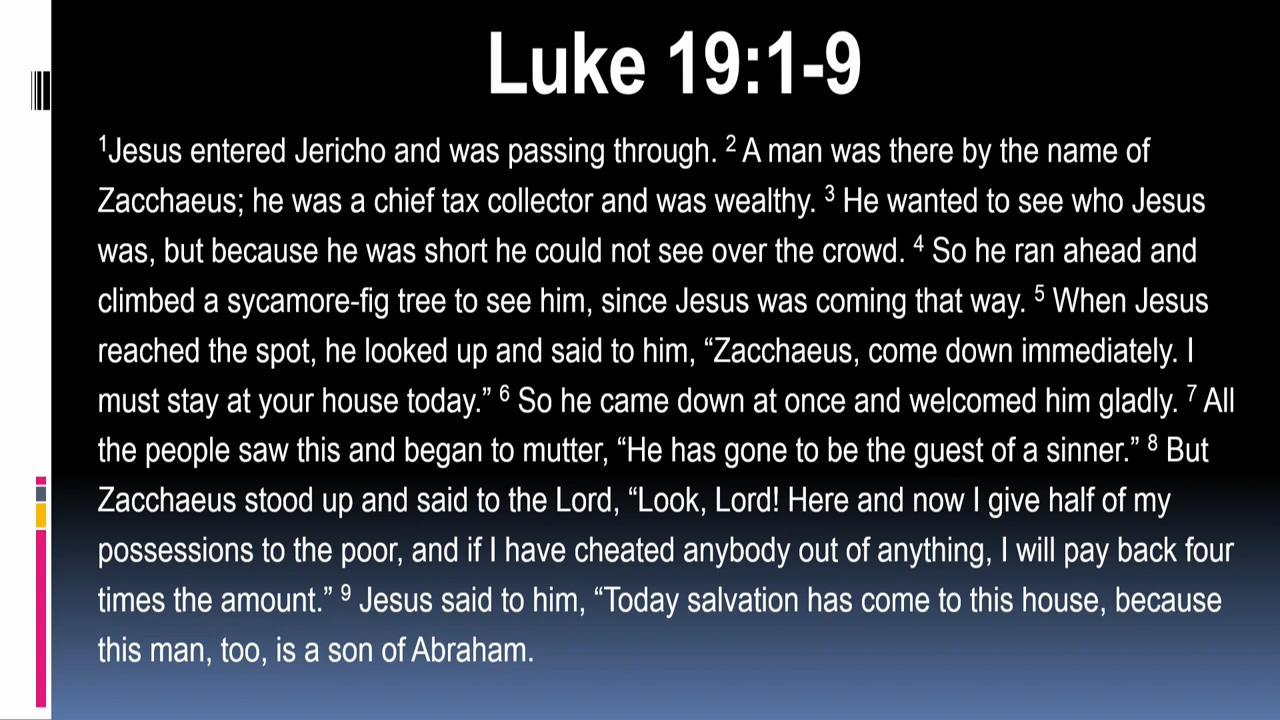 Luke 19:1-9
¹Jesus entered Jericho and was passing through. ² A man was there by the name of
Zacchaeus; he was a chief tax collector and was wealthy. ³ He wanted to see who Jesus
was, but because he was short he could not see over the crowd. ⁴ So he ran ahead and
climbed a sycamore-fig tree to see him, since Jesus was coming that way. ⁵ When Jesus
reached the spot, he looked up and said to him, “Zacchaeus, come down immediately. I
must stay at your house today.” ⁶ So he came down at once and welcomed him gladly. ⁷ All
the people saw this and began to mutter, “He has gone to be the guest of a sinner.” ⁸ But
Zacchaeus stood up and said to the Lord, “Look, Lord! Here and now I give half of my
possessions to the poor, and if I have cheated anybody out of anything, I will pay back four
times the amount.” ⁹ Jesus said to him, “Today salvation has come to this house, because
this man, too, is a son of Abraham.